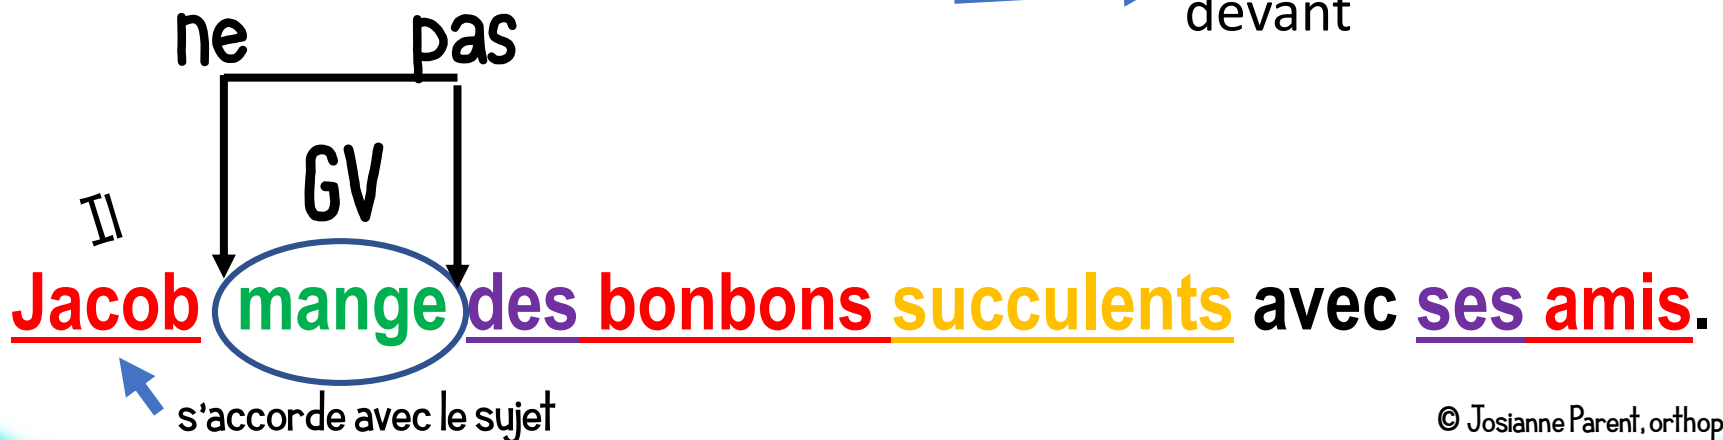 devant
ne pas
GV
Il
Jacob mange des bonbons succulents avec ses amis.
s'accorde avec le sujet
© Josianne Parent, orthop